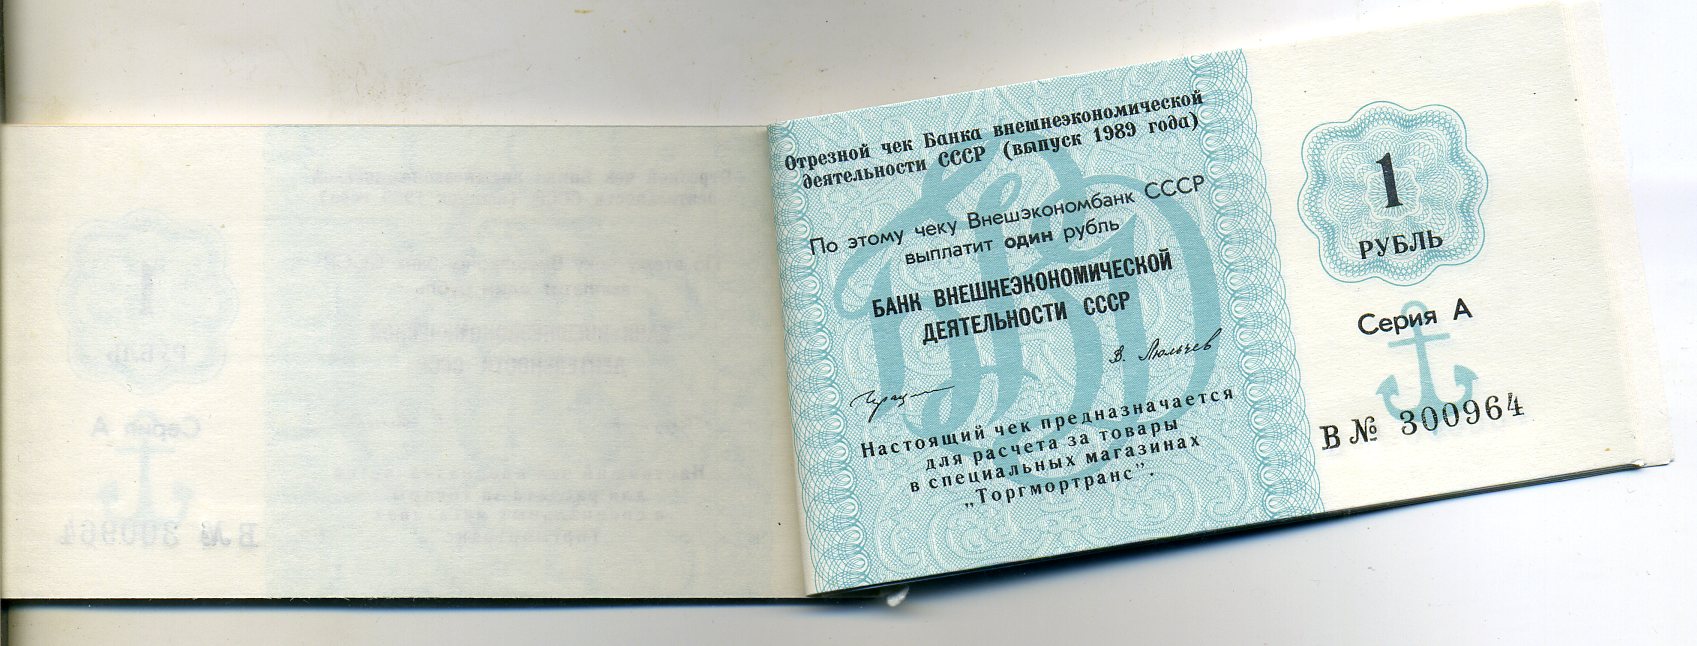 Отрезной чек Банка внешнеэкономической
деятельности СССР (выпуск 1989 года)
По этому чеку Внешэкономбанк СССР
выплатит один рубль
БАНК ВНЕШНЕЭКОНОМИЧЕСКОЙ
ДЕЯТЕЛЬНОСТИ СССР
Настоящий чек предназначается
для расчета за товары
в специальных магазинах
„Торгмортранс”.
1
РУБЛЬ
Серия А
В № 300964